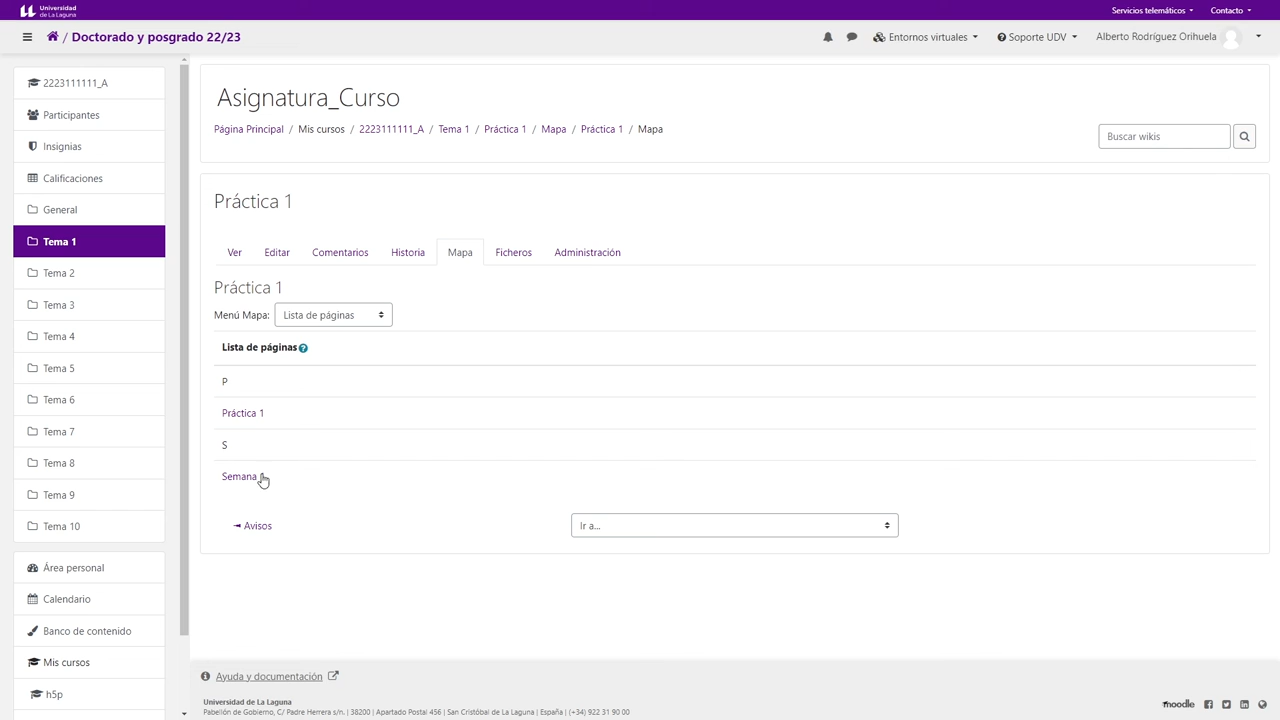 Universidad
de La Laguna
Servicios telemáticos
Contacto
/ Doctorado y posgrado 22/23
Entornos virtuales
Soporte UDV
Alberto Rodríguez Orihuela
2223111111_A
Participantes
Insignias
Calificaciones
General
Tema 1
Tema 2
Tema 3
Tema 4
Tema 5
Tema 6
Tema 7
Tema 8
Tema 9
Tema 10
Área personal
Calendario
Banco de contenido
Mis cursos
h5p
Asignatura_Curso
Página Principal / Mis cursos / 2223111111_A / Tema 1 / Práctica 1 / Mapa / Práctica 1 / Mapa
Buscar wikis
Práctica 1
Ver Editar Comentarios Historia Mapa Ficheros Administración
Práctica 1
Menú Mapa: Lista de páginas
Lista de páginas
P
Práctica 1
S
Semana
◄ Avisos
Ir a...
Ayuda y documentación
Universidad de La Laguna
Pabellón de Gobierno, C/ Padre Herrera s/n. | 38200 | Apartado Postal 456 | San Cristóbal de La Laguna | España | (+34) 922 31 90 00
moodle